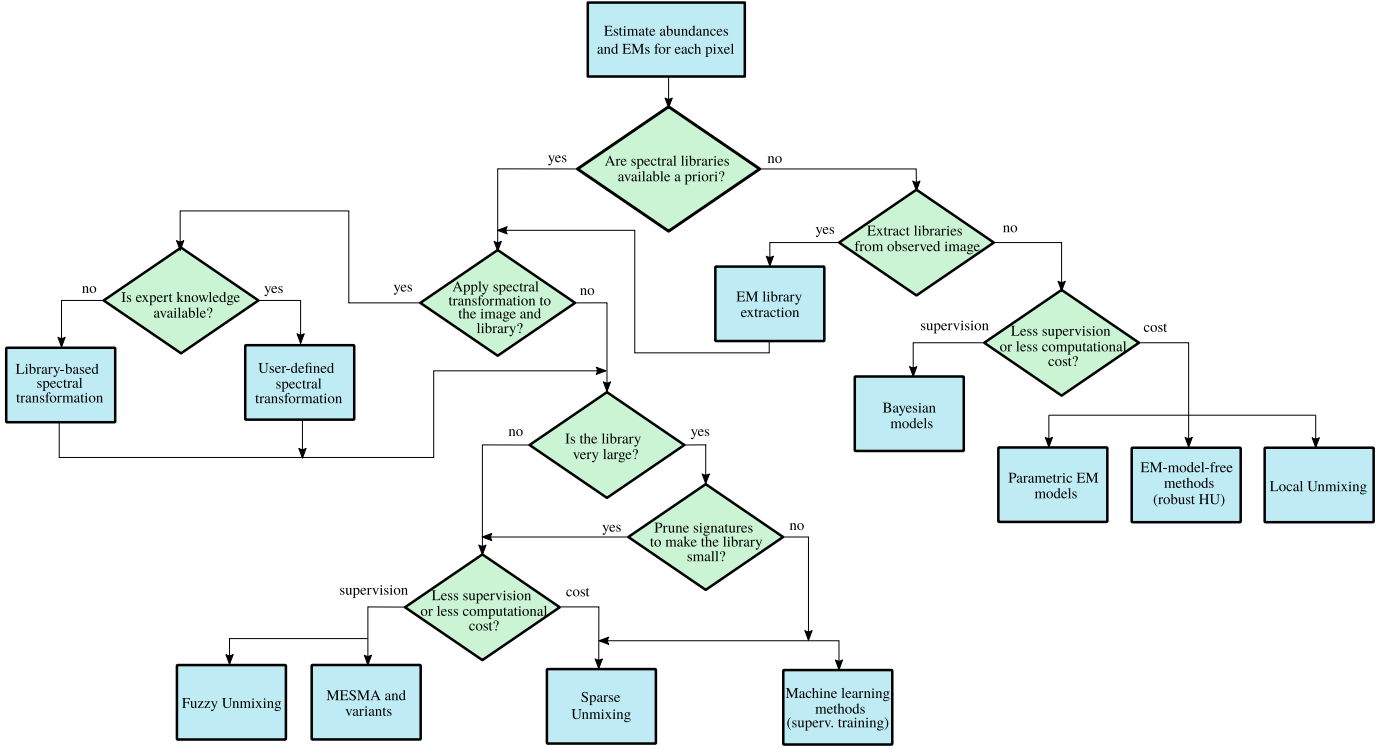 Estimate abundances
and EMs for each pixel
Are spectral libraries
available a priori?
yes
no
Extract libraries
from observed image
yes
no
EM library
extraction
Apply spectral
transformation to
the image and
library?
yes
no
Is expert knowledge
available?
no
yes
Library-based
spectral
transformation
User-defined
spectral
transformation
Less supervision
or less computational
cost?
supervision
cost
Bayesian
models
Parametric EM
models
EM-model-free
methods
(robust HU)
Local Unmixing
Is the library
very large?
no
yes
Prune signatures
to make the library
small?
yes
no
Less supervision
or less computational
cost?
supervision
cost
Fuzzy Unmixing
MESMA and
variants
Sparse
Unmixing
Machine learning
methods
(superv. training)